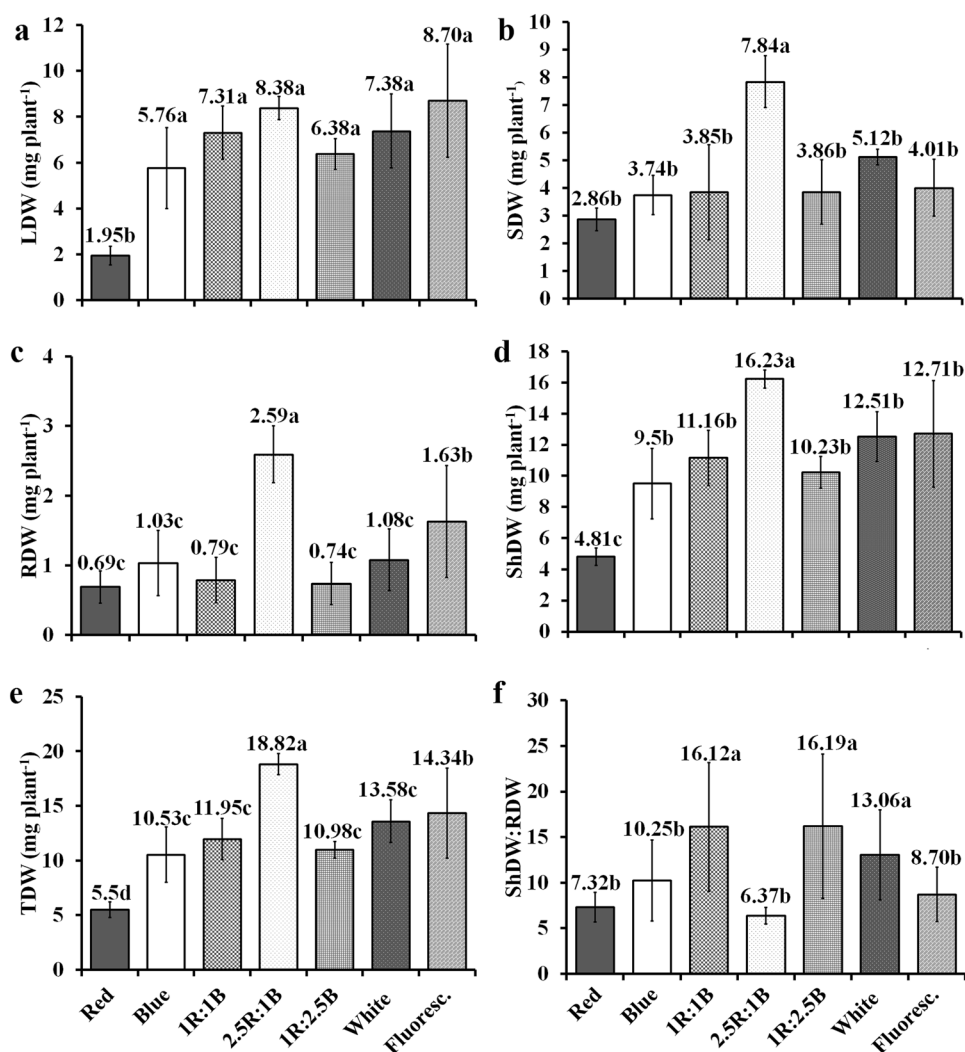 a
LDW (mg plant⁻¹)
12
10
8
6
4
2
0
1.95b
5.76a
7.31a
8.38a
6.38a
7.38a
8.70a
b
SDW (mg plant⁻¹)
10
9
8
7
6
5
4
3
2
1
0
2.86b
3.74b
3.85b
7.84a
3.86b
5.12b
4.01b
c
RDW (mg plant⁻¹)
4
3
2
1
0
0.69c
1.03c
0.79c
2.59a
0.74c
1.08c
1.63b
d
ShDW (mg plant⁻¹)
18
16
14
12
10
8
6
4
2
0
4.81c
9.5b
11.16b
16.23a
10.23b
12.51b
12.71b
e
TDW (mg plant⁻¹)
25
20
15
10
5
0
5.5d
10.53c
11.95c
18.82a
10.98c
13.58c
14.34b
Red
Blue
1R:1B
2.5R:1B
1R:2.5B
White
Fluoresc.
f
ShDW:RDW
30
25
20
15
10
5
0
7.32b
10.25b
16.12a
6.37b
16.19a
13.06a
8.70b
Red
Blue
1R:1B
2.5R:1B
1R:2.5B
White
Fluoresc.